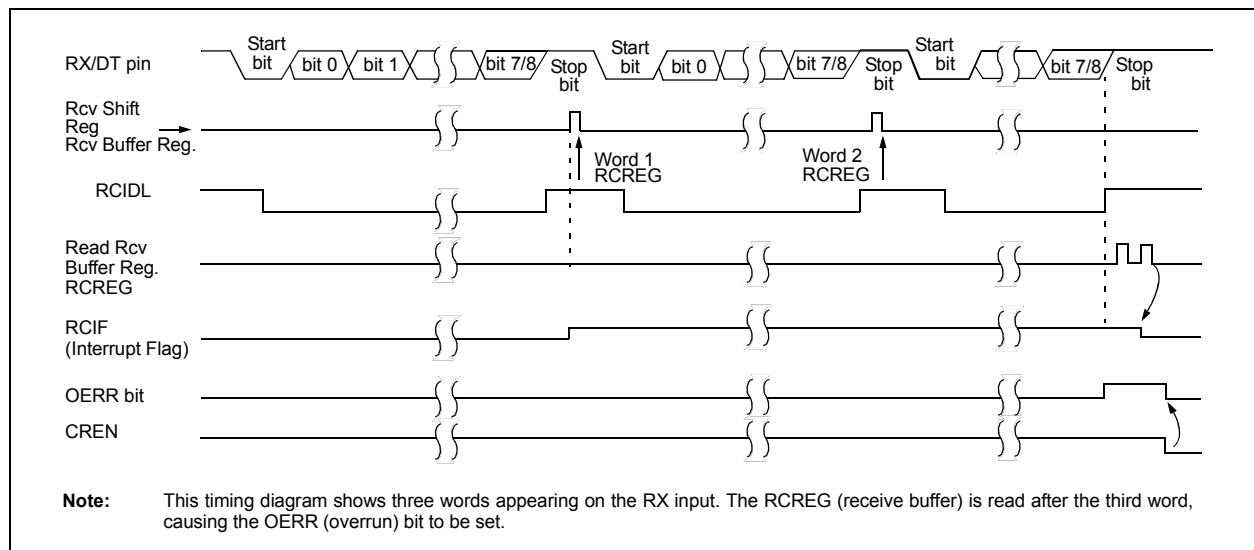 RX/DT pin
Start
bit
bit 0
bit 1
bit 7/8
Stop
bit
Start
bit
bit 0
bit 7/8
Stop
bit
Start
bit
bit 7/8
Stop
bit
Rcv Shift
Reg
Rcv Buffer Reg.
Word 1
RCREG
Word 2
RCREG
RCIDL
Read Rcv
Buffer Reg.
RCREG
RCIF
(Interrupt Flag)
OERR bit
CREN
Note: This timing diagram shows three words appearing on the RX input. The RCREG (receive buffer) is read after the third word,
causing the OERR (overrun) bit to be set.